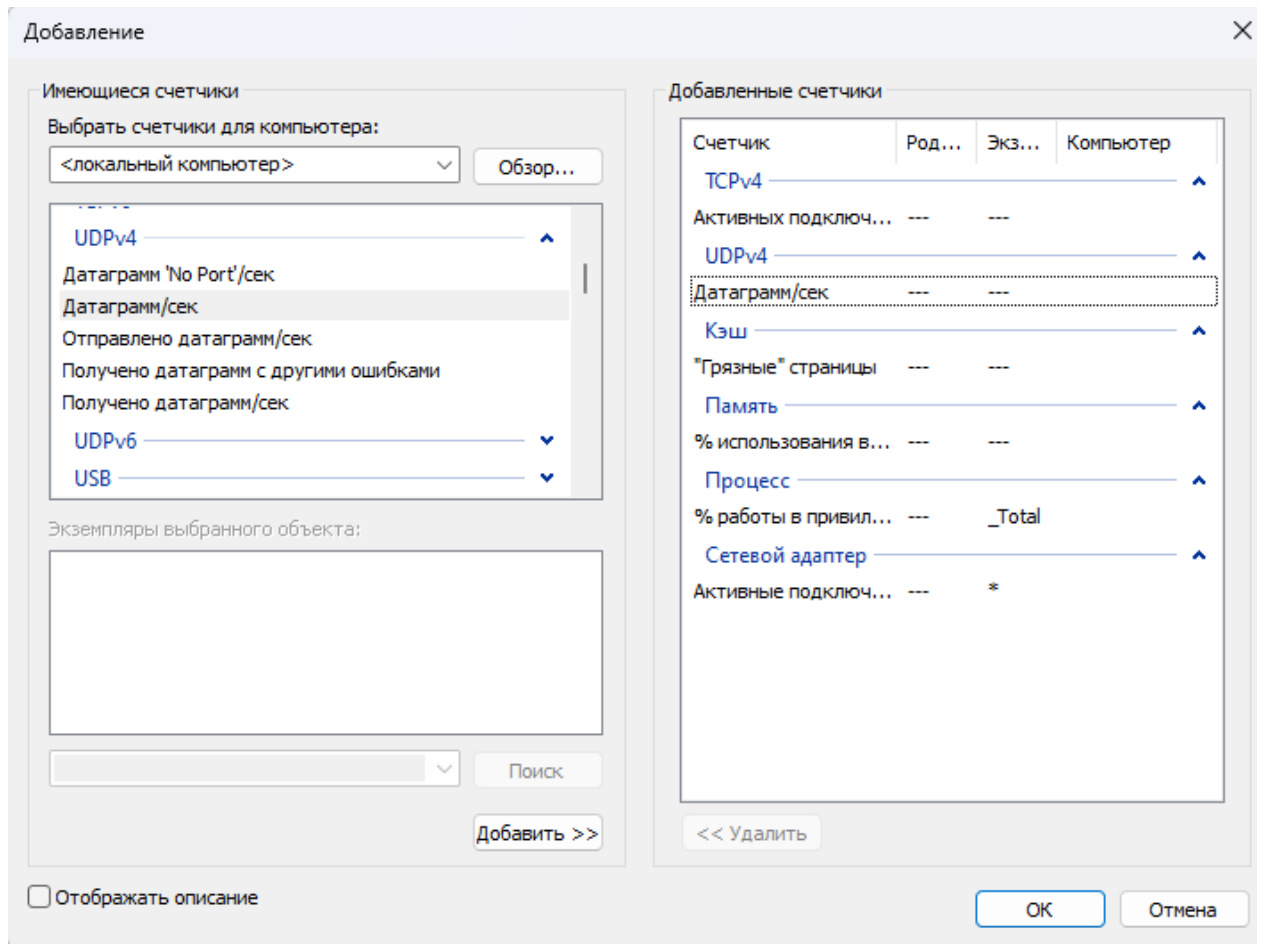 Добавление
Имеющиеся счетчики
Выбрать счетчики для компьютера:
<локальный компьютер>
Обзор...
UDPv4
Датаграмм 'No Port'/сек
Датаграмм/сек
Отправлено датаграмм/сек
Получено датаграмм с другими ошибками
Получено датаграмм/сек
UDPv6
USB
Экземпляры выбранного объекта:
Поиск
Добавить >>
Отображать описание
Добавленные счетчики
Счетчик Род... Экз... Компьютер
TCPv4
Активных подключ... --- ---
UDPv4
Датаграмм/сек --- ---
Кэш
"Грязные" страницы --- ---
Память
% использования в... --- ---
Процесс
% работы в привил... --- _Total
Сетевой адаптер
Активные подключ... --- *
<< Удалить
ОК
Отмена